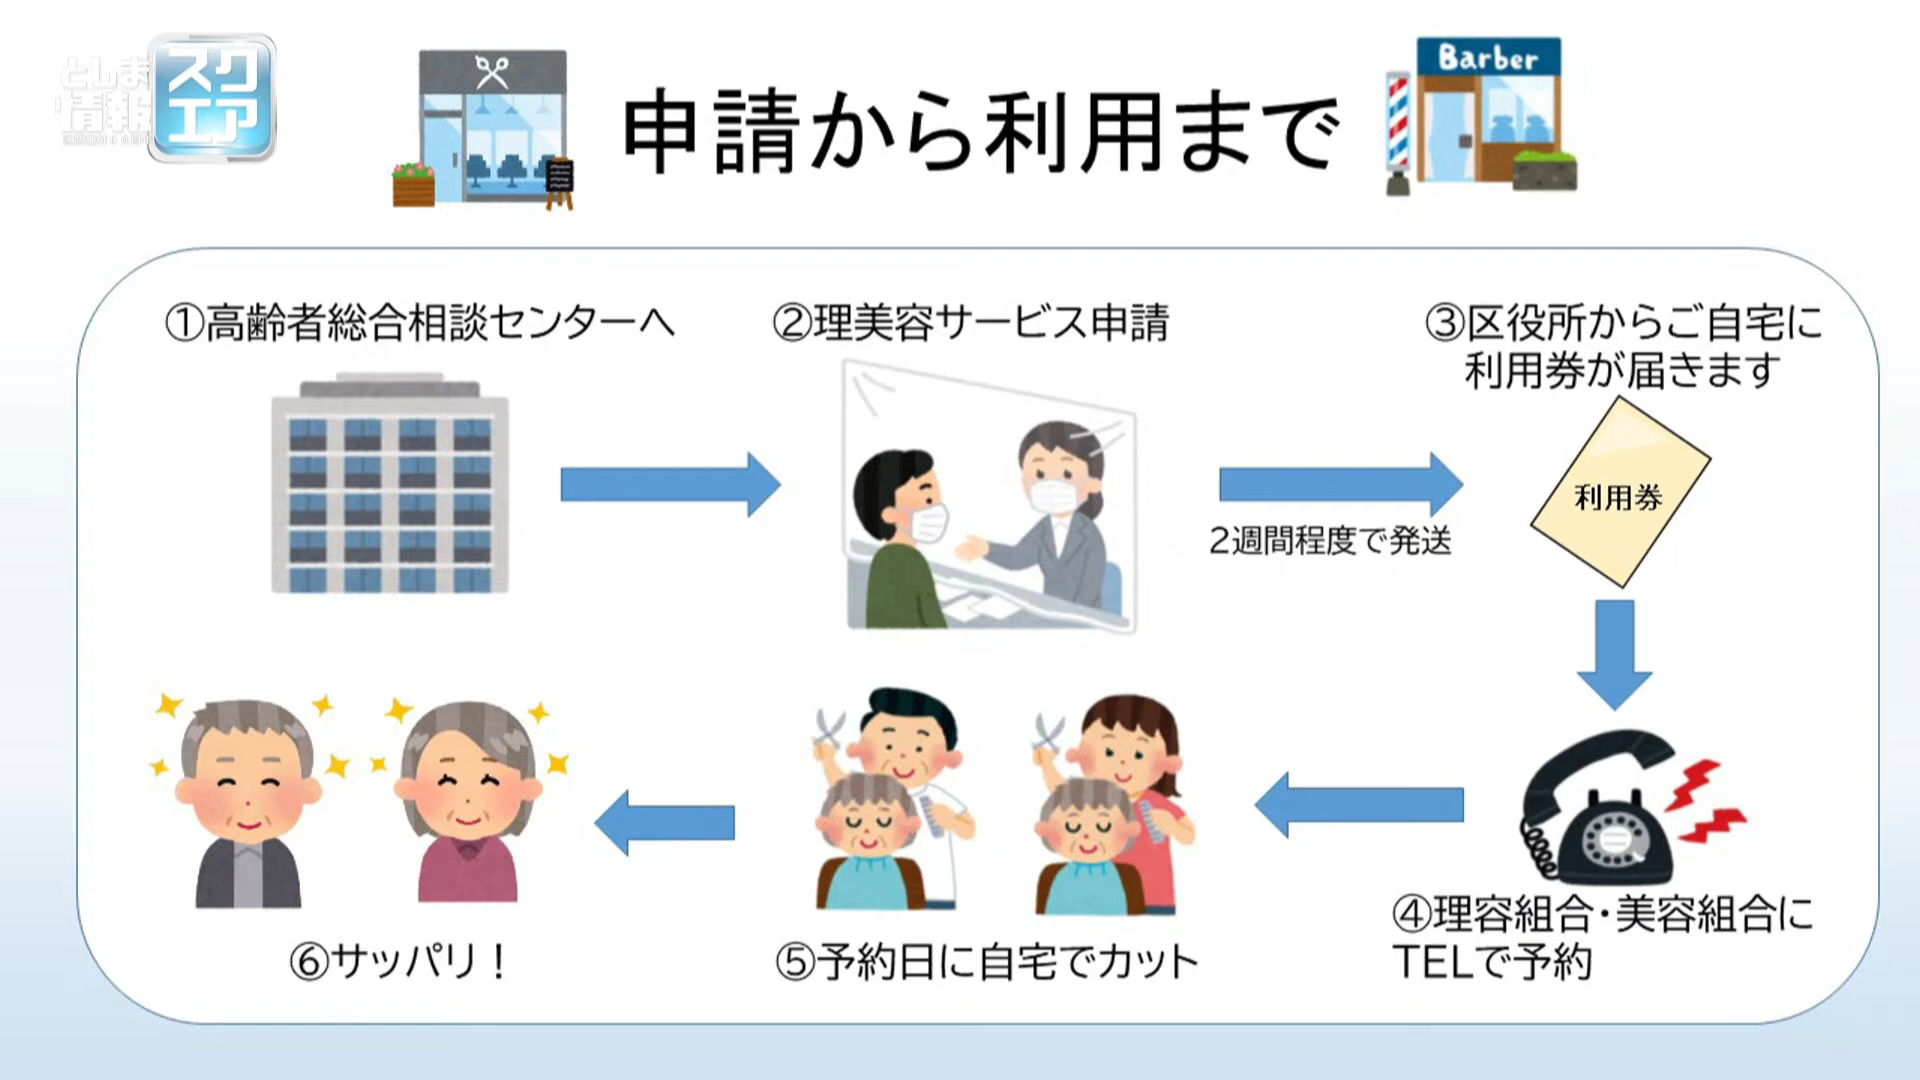 としま
情報
スク
エア
申請から利用まで
Barber
①高齢者総合相談センターへ
②理美容サービス申請
③区役所からご自宅に
利用券が届きます
利用券
2週間程度で発送
④理容組合・美容組合に
TELで予約
⑤予約日に自宅でカット
⑥サッパリ！